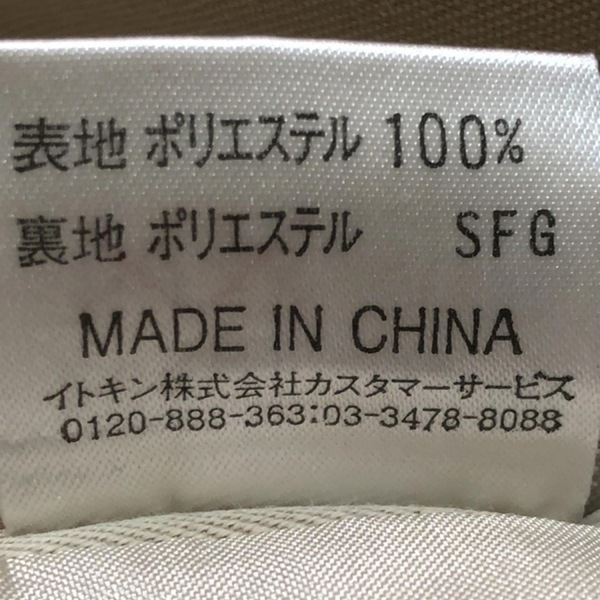 表地 ポリエステル 100%
裏地 ポリエステル SFG
MADE IN CHINA
イトキン株式会社カスタマーサービス
0120-888-363:03-3478-8088